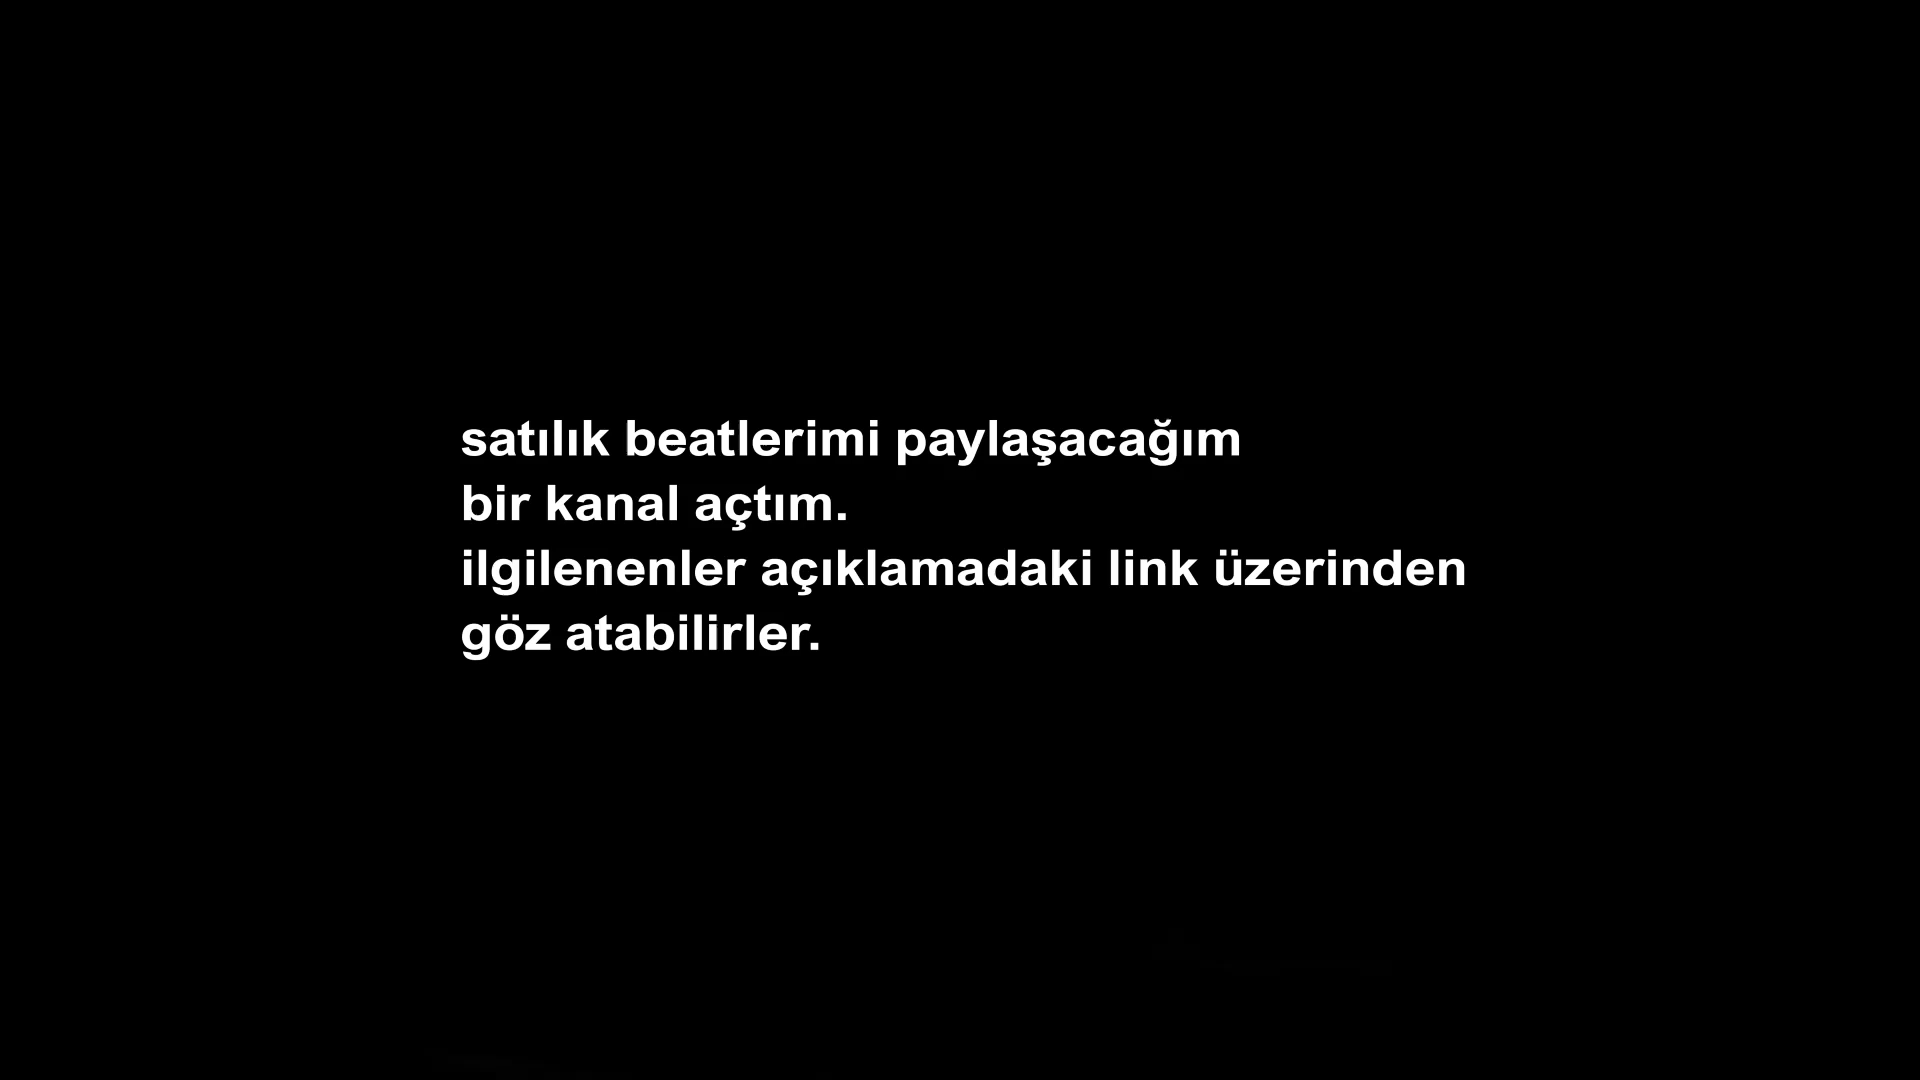 satılık beatlerimi paylaşacağım
bir kanal açtım.
ilgilenenler açıklamadaki link üzerinden
göz atabilirler.